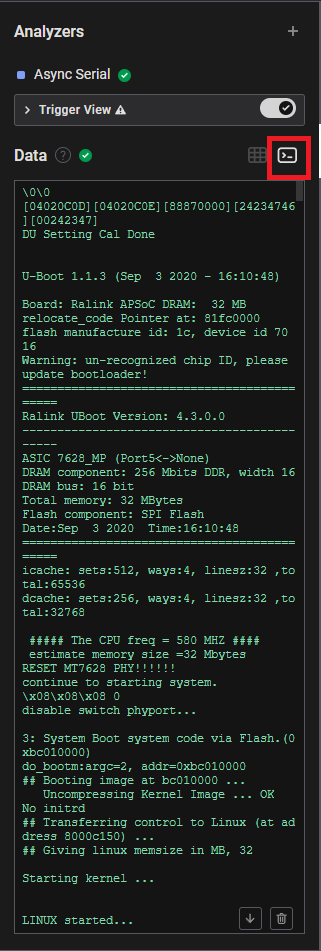 Analyzers
Async Serial
Trigger View
Data
\0\0
[04020C0D][04020C0E][88870000][24234746
][00242347]
DU Setting Cal Done
U-Boot 1.1.3 (Sep  3 2020 - 16:10:48)
Board: Ralink APSoC DRAM:  32 MB
relocate_code Pointer at: 81fc0000
flash manufacture id: 1c, device id 70
16
Warning: un-recognized chip ID, please
update bootloader!
========================================
=====
Ralink UBoot Version: 4.3.0.0
----------------------------------------
-----
ASIC 7628_MP (Port5<->None)
DRAM component: 256 Mbits DDR, width 16
DRAM bus: 16 bit
Total memory: 32 MBytes
Flash component: SPI Flash
Date:Sep  3 2020  Time:16:10:48
========================================
=====
icache: sets:512, ways:4, linesz:32 ,to
tal:65536
dcache: sets:256, ways:4, linesz:32 ,to
tal:32768
##### The CPU freq = 580 MHZ ####
estimate memory size =32 Mbytes
RESET MT7628 PHY!!!!!!
continue to starting system.
\x08\x08\x08 0
disable switch phyport...
3: System Boot system code via Flash.(0
xbc010000)
do_bootm:argc=2, addr=0xbc010000
## Booting image at bc010000 ...
Uncompressing Kernel Image ... OK
No initrd
## Transferring control to Linux (at ad
dress 8000c150) ...
## Giving linux memsize in MB, 32
Starting kernel ...
LINUX started...